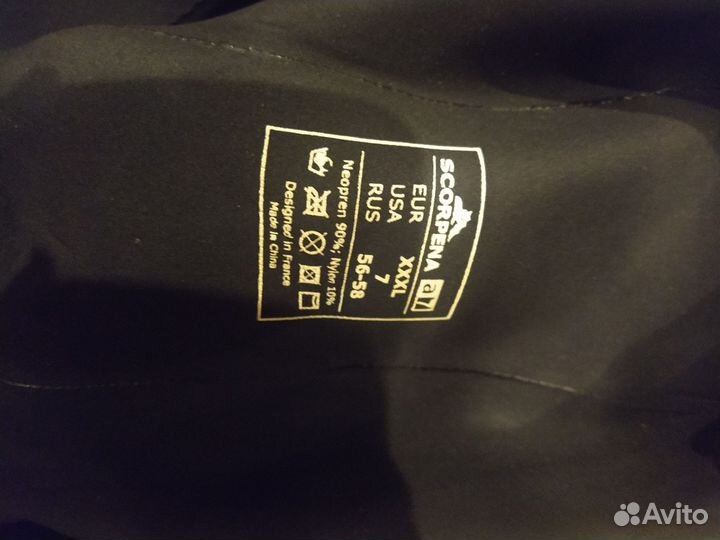 SCORPENA a7
EUR XXXL
USA 7
RUS 56-58
Neopren 90%; Nylon 10%
Designed in France
Made in China
Avito